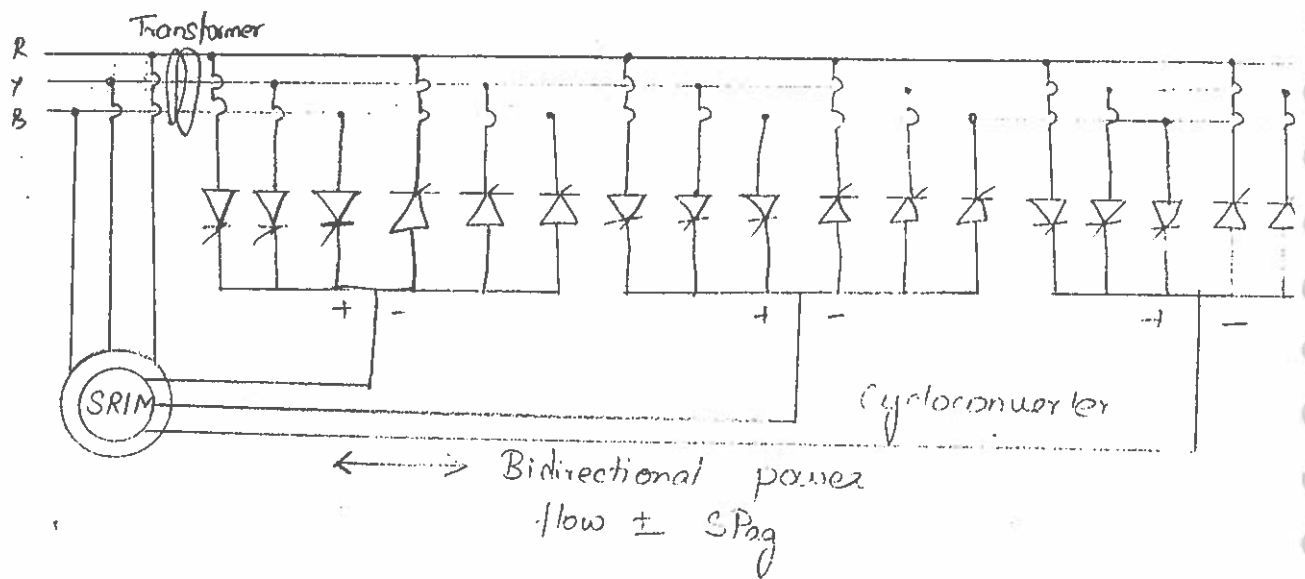 Transformer
R
Y
B
+ -
+ -
+ -
SRIM
Cycloconverter
Bidirectional power
flow ± SPag